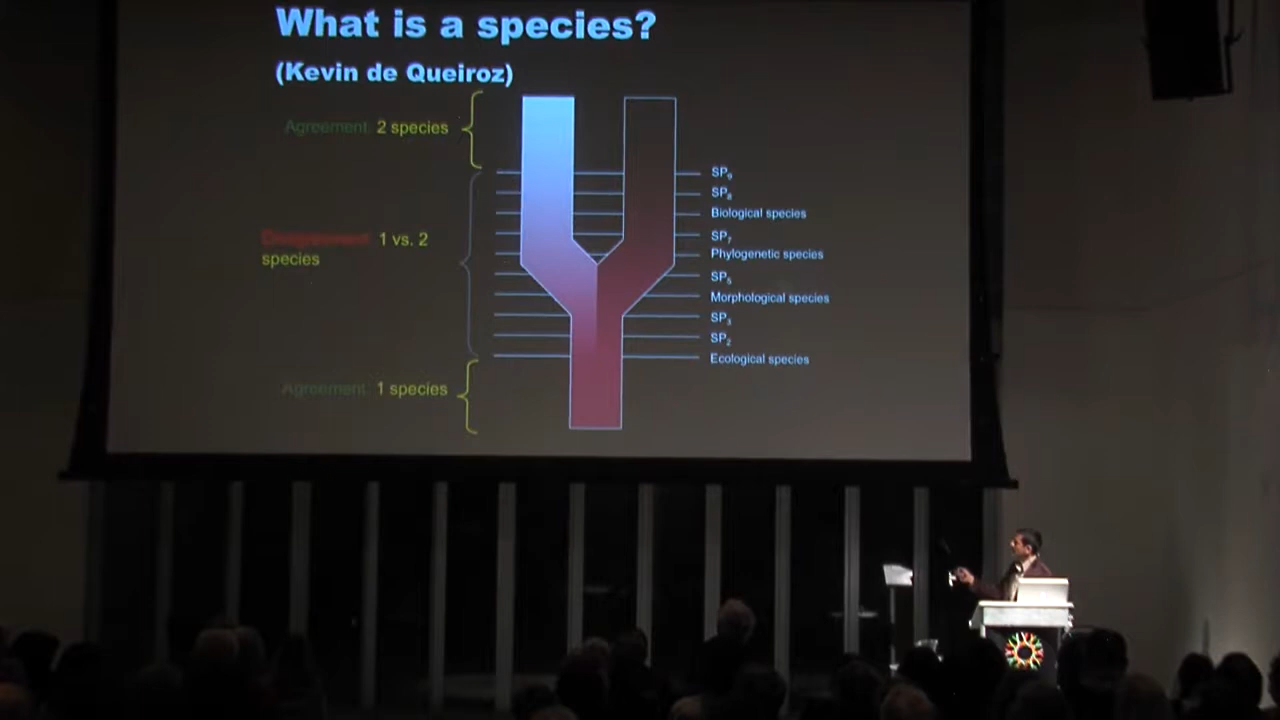 What is a species?
(Kevin de Queiroz)
Agreement: 2 species
SP₉
SP₈
Biological species
SP₇
Disagreement: 1 vs. 2
species
Phylogenetic species
SP₅
Morphological species
SP₃
SP₂
Ecological species
Agreement: 1 species